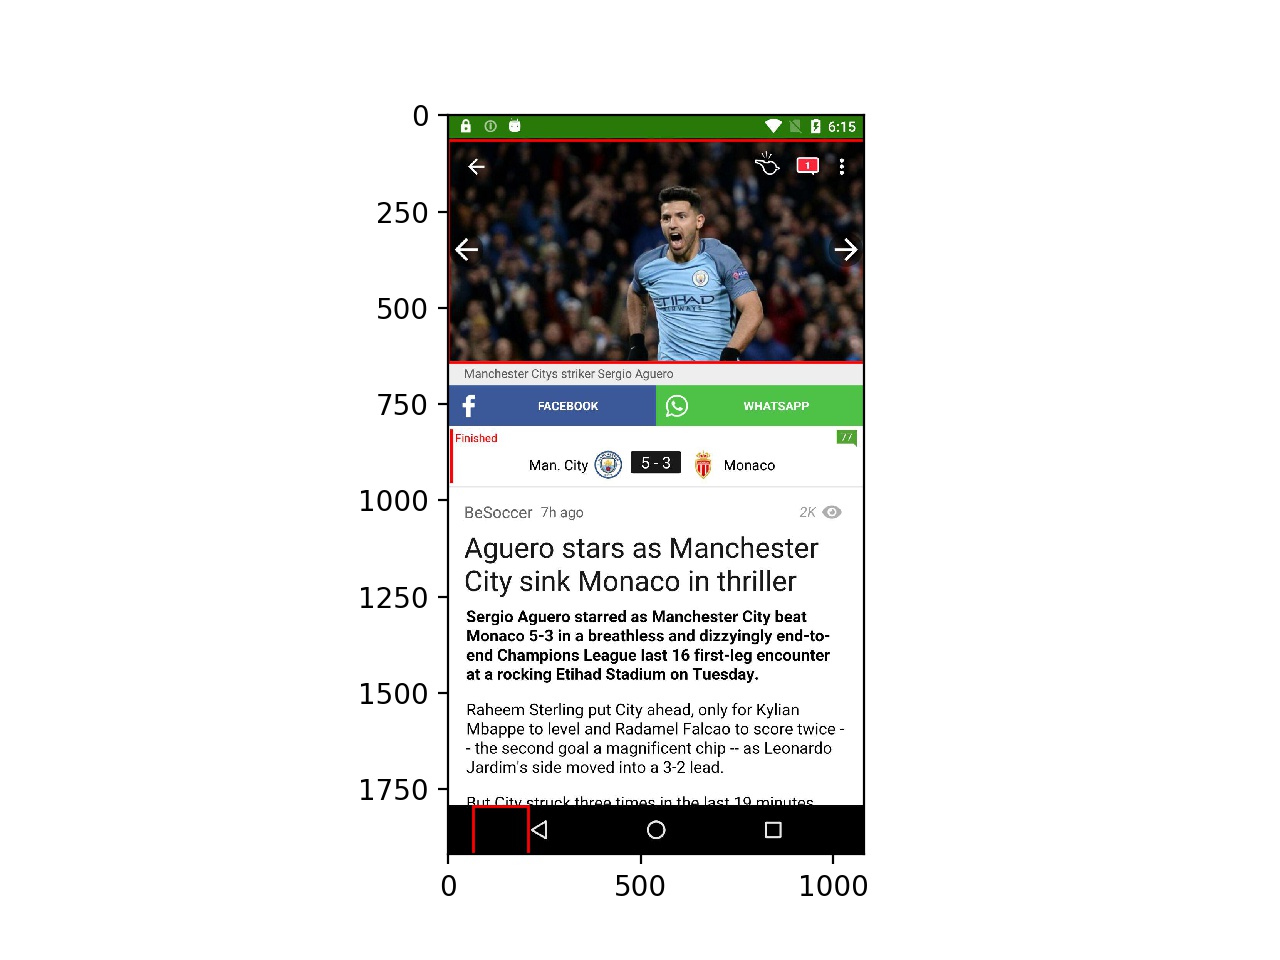 0
250
500
750
1000
1250
1500
1750
0
500
1000
6:15
1
ETIHAD
AIRWAYS
Manchester Citys striker Sergio Aguero
FACEBOOK
WHATSAPP
Finished
77
Man. City
5 - 3
Monaco
BeSoccer 7h ago
2K
Aguero stars as Manchester
City sink Monaco in thriller
Sergio Aguero starred as Manchester City beat
Monaco 5-3 in a breathless and dizzyingly end-to-
end Champions League last 16 first-leg encounter
at a rocking Etihad Stadium on Tuesday.
Raheem Sterling put City ahead, only for Kylian
Mbappe to level and Radamel Falcao to score twice -
- the second goal a magnificent chip -- as Leonardo
Jardim's side moved into a 3-2 lead.
But City struck three times in the last 19 minutes